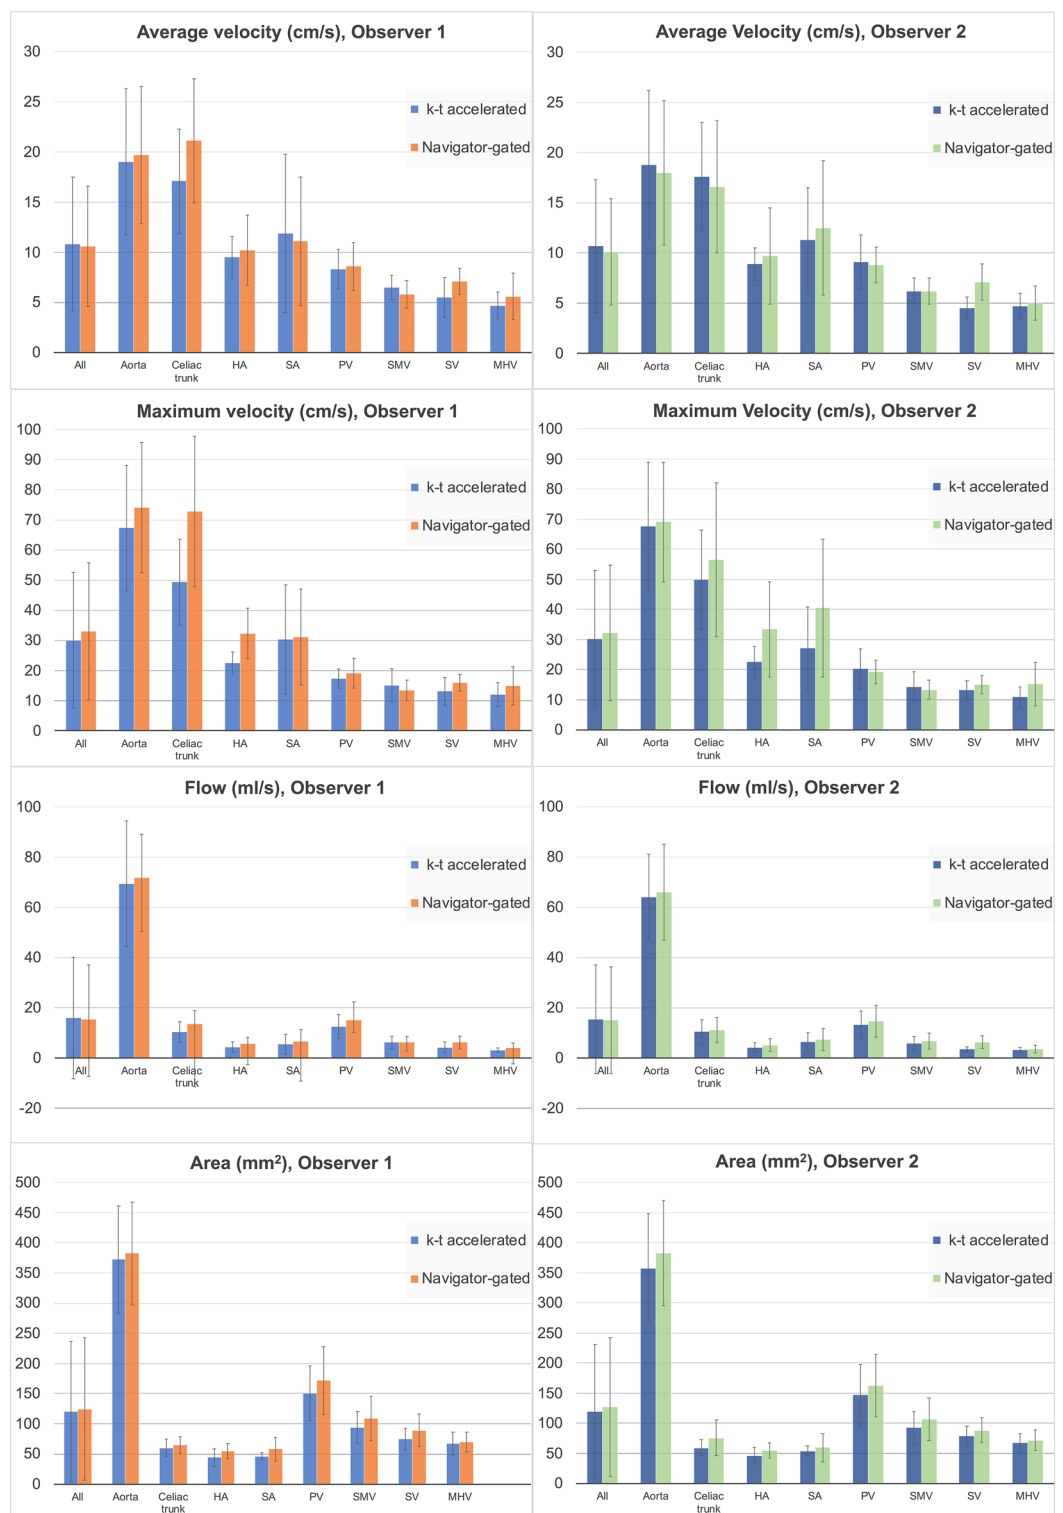 Average velocity (cm/s), Observer 1
30
25
20
15
10
5
0
k-t accelerated
Navigator-gated
All Aorta Celiac trunk HA SA PV SMV SV MHV
Average Velocity (cm/s), Observer 2
30
25
20
15
10
5
0
k-t accelerated
Navigator-gated
All Aorta Celiac trunk HA SA PV SMV SV MHV
Maximum velocity (cm/s), Observer 1
100
90
80
70
60
50
40
30
20
10
0
k-t accelerated
Navigator-gated
All Aorta Celiac trunk HA SA PV SMV SV MHV
Maximum Velocity (cm/s), Observer 2
100
90
80
70
60
50
40
30
20
10
0
k-t accelerated
Navigator-gated
All Aorta Celiac trunk HA SA PV SMV SV MHV
Flow (ml/s), Observer 1
100
80
60
40
20
0
-20
k-t accelerated
Navigator-gated
All Aorta Celiac trunk HA SA PV SMV SV MHV
Flow (ml/s), Observer 2
100
80
60
40
20
0
-20
k-t accelerated
Navigator-gated
All Aorta Celiac trunk HA SA PV SMV SV MHV
Area (mm²), Observer 1
500
450
400
350
300
250
200
150
100
50
0
k-t accelerated
Navigator-gated
All Aorta Celiac trunk HA SA PV SMV SV MHV
Area (mm²), Observer 2
500
450
400
350
300
250
200
150
100
50
0
k-t accelerated
Navigator-gated
All Aorta Celiac trunk HA SA PV SMV SV MHV